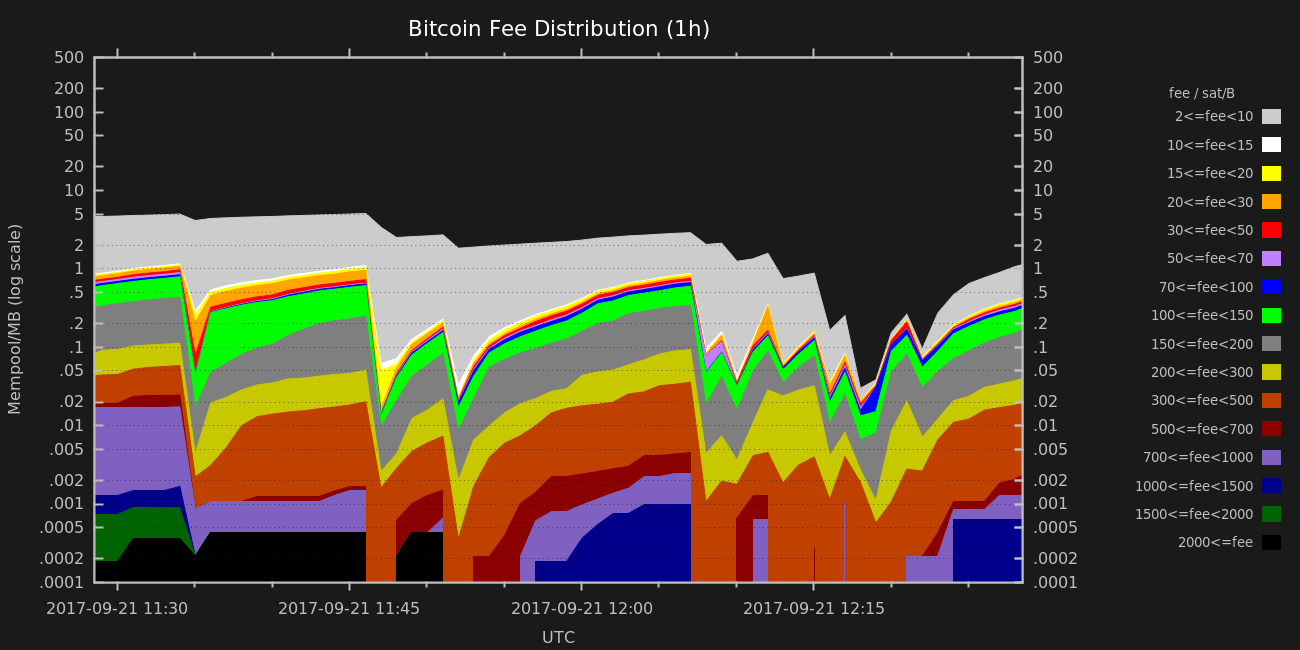 Bitcoin Fee Distribution (1h)
Mempool/MB (log scale)
500
200
100
50
20
10
5
2
1
.5
.2
.1
.05
.02
.01
.005
.002
.001
.0005
.0002
.0001
500
200
100
50
20
10
5
2
1
.5
.2
.1
.05
.02
.01
.005
.002
.001
.0005
.0002
.0001
2017-09-21 11:30
2017-09-21 11:45
2017-09-21 12:00
2017-09-21 12:15
UTC
fee / sat/B
2<=fee<10
10<=fee<15
15<=fee<20
20<=fee<30
30<=fee<50
50<=fee<70
70<=fee<100
100<=fee<150
150<=fee<200
200<=fee<300
300<=fee<500
500<=fee<700
700<=fee<1000
1000<=fee<1500
1500<=fee<2000
2000<=fee